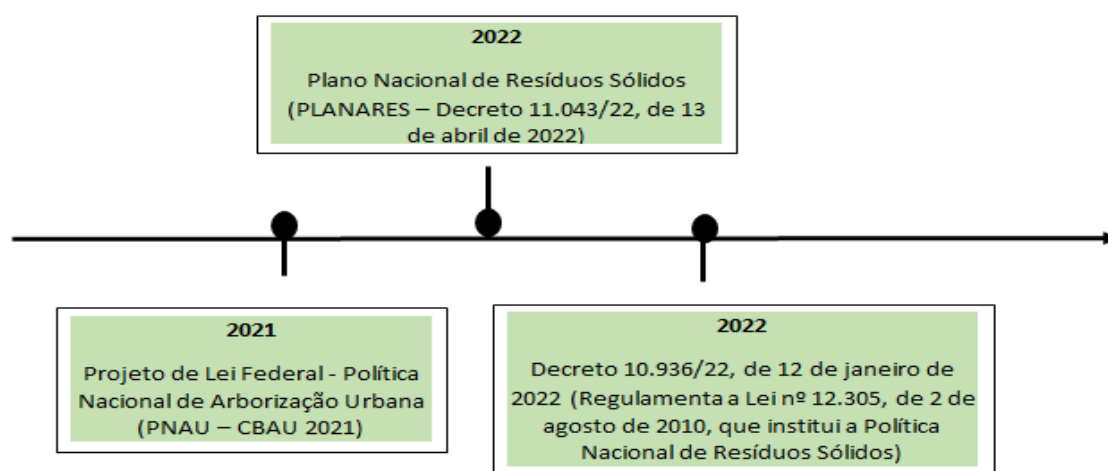 2022
Plano Nacional de Resíduos Sólidos
(PLANARES – Decreto 11.043/22, de 13
de abril de 2022)
2021
Projeto de Lei Federal - Política
Nacional de Arborização Urbana
(PNAU – CBAU 2021)
2022
Decreto 10.936/22, de 12 de janeiro de
2022 (Regulamenta a Lei nº 12.305, de 2 de
agosto de 2010, que institui a Política
Nacional de Resíduos Sólidos)